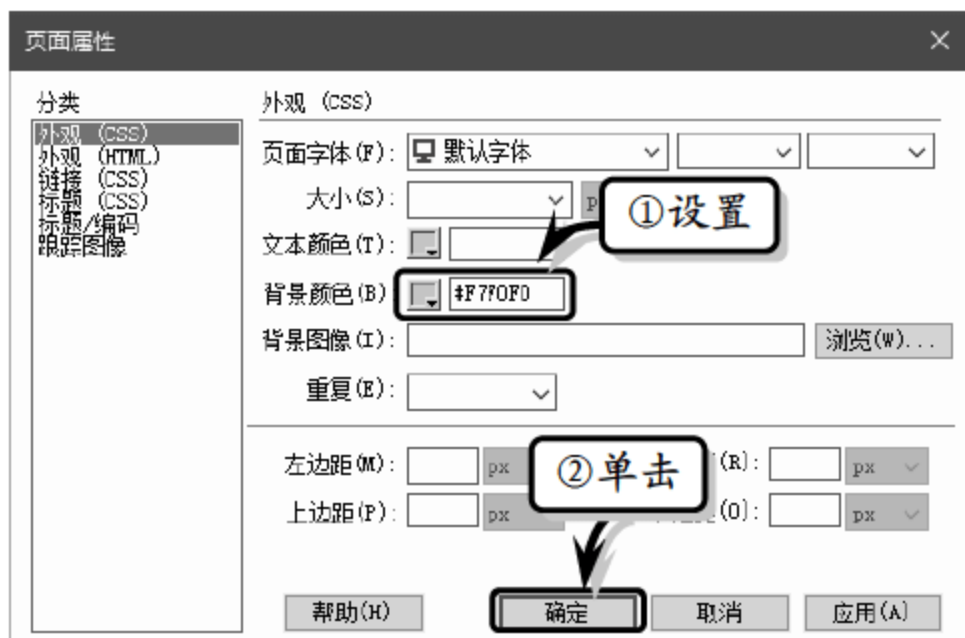 页面属性
分类
外观 (CSS)
外观 (HTML)
链接 (CSS)
标题 (CSS)
标题/编码
跟踪图像
外观 (CSS)
页面字体(F): 默认字体
大小(S):
①设置
文本颜色(T):
背景颜色(B) #F7F0F0
背景图像(I): 浏览(W)...
重复(E):
左边距(M): px (R): px
②单击
上边距(P): px (O): px
帮助(H) 确定 取消 应用(A)